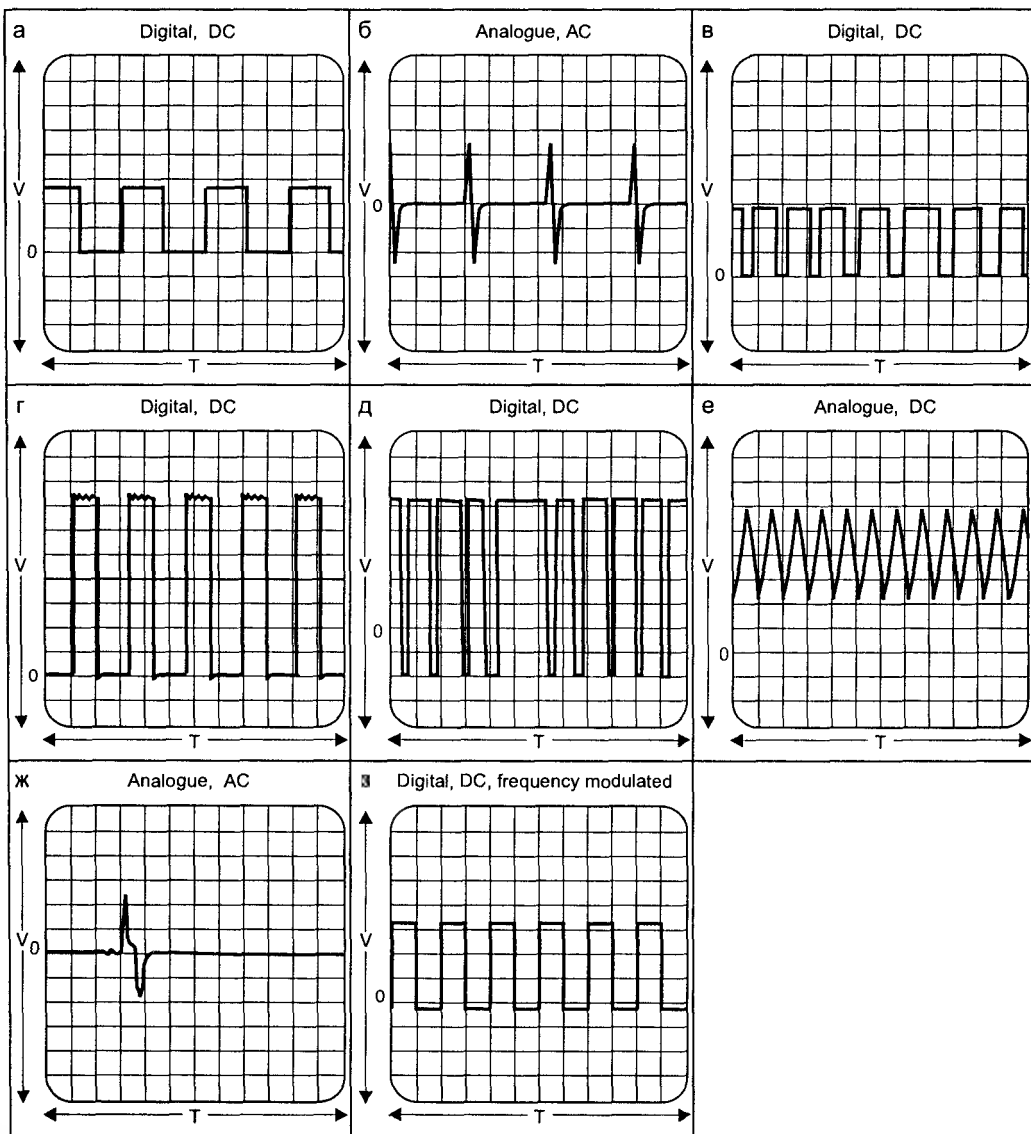 а Digital, DC
V
0
T
б Analogue, AC
V
0
T
в Digital, DC
V
0
T
г Digital, DC
V
0
T
д Digital, DC
V
0
T
е Analogue, DC
V
0
T
ж Analogue, AC
V 0
T
з Digital, DC, frequency modulated
V
0
T